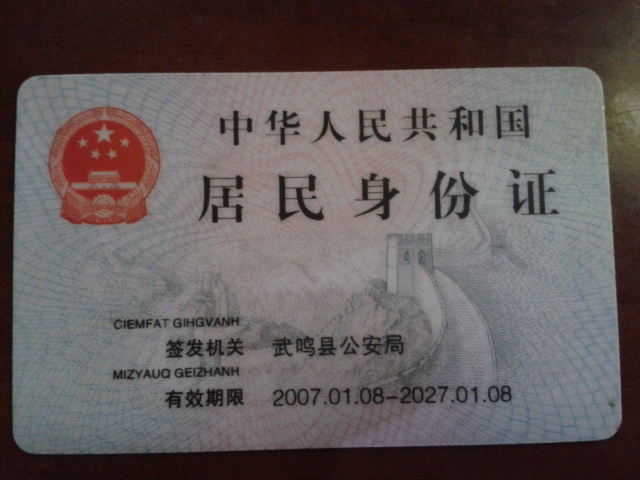 中华人民共和国
居民身份证
CIEMFAT GIHGVANH
签发机关 武鸣县公安局
MIZYAUQ GEIZHANH
有效期限 2007.01.08-2027.01.08